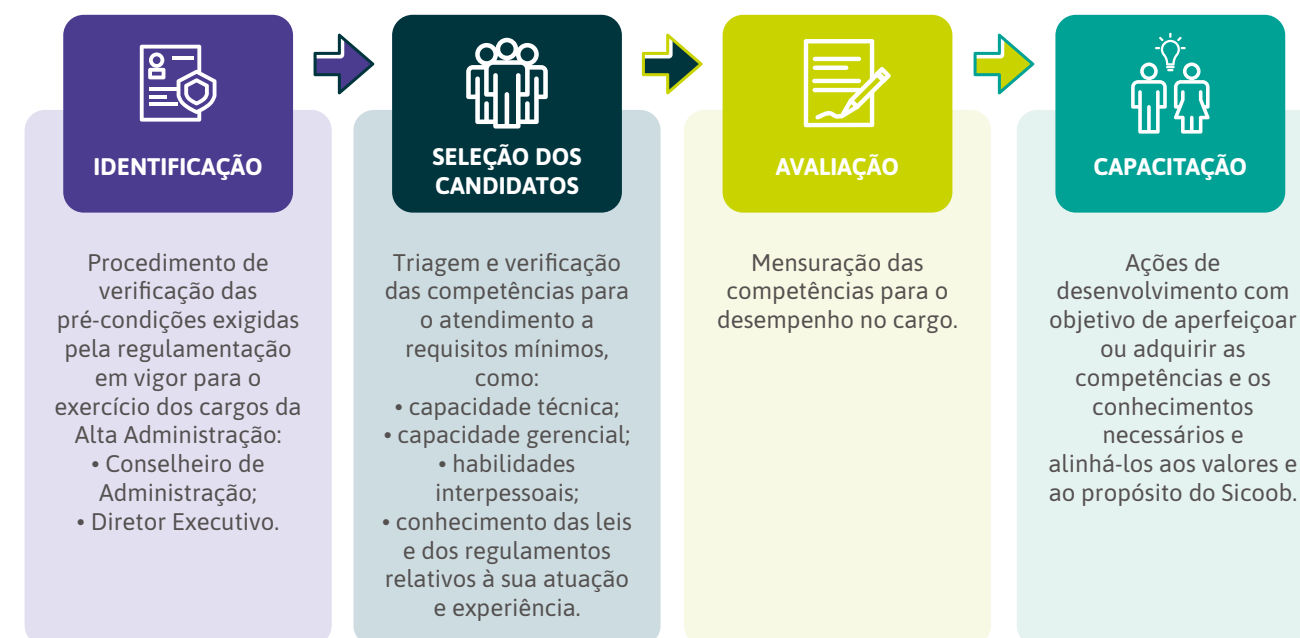 IDENTIFICAÇÃO
Procedimento de
verificação das
pré-condições exigidas
pela regulamentação
em vigor para o
exercício dos cargos da
Alta Administração:
• Conselheiro de
Administração;
• Diretor Executivo.
SELEÇÃO DOS
CANDIDATOS
Triagem e verificação
das competências para
o atendimento a
requisitos mínimos,
como:
• capacidade técnica;
• capacidade gerencial;
• habilidades
interpessoais;
• conhecimento das leis
e dos regulamentos
relativos à sua atuação
e experiência.
AVALIAÇÃO
Mensuração das
competências para o
desempenho no cargo.
CAPACITAÇÃO
Ações de
desenvolvimento com
objetivo de aperfeiçoar
ou adquirir as
competências e os
conhecimentos
necessários e
alinhá-los aos valores e
ao propósito do Sicoob.